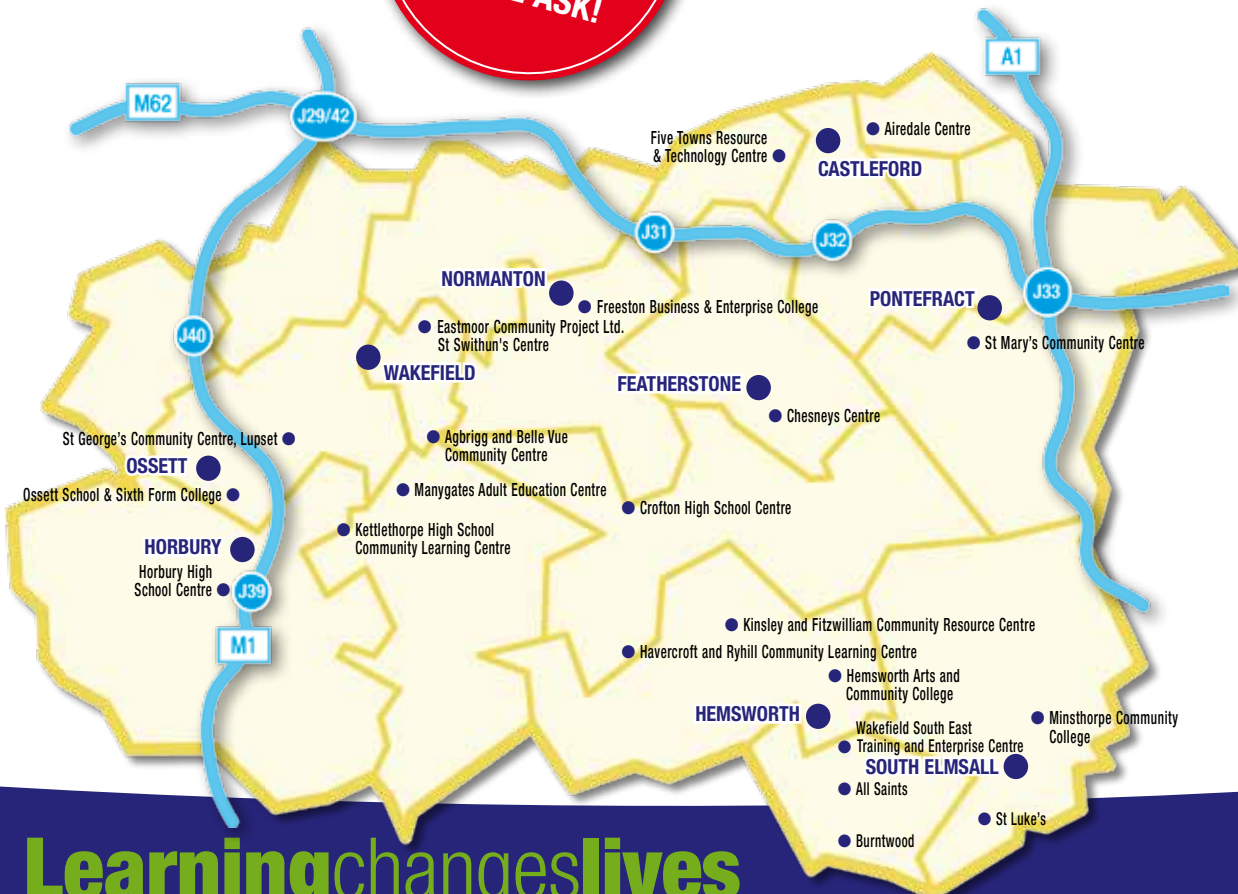 ASK!
A1
M62
J29/42
Five Towns Resource
& Technology Centre
Airedale Centre
CASTLEFORD
J31
J32
NORMANTON
Freeston Business & Enterprise College
PONTEFRACT
J33
Eastmoor Community Project Ltd.
St Swithun's Centre
J40
St Mary's Community Centre
WAKEFIELD
FEATHERSTONE
Chesneys Centre
St George's Community Centre, Lupset
Agbrigg and Belle Vue
Community Centre
OSSETT
Ossett School & Sixth Form College
Manygates Adult Education Centre
Crofton High School Centre
Kettlethorpe High School
Community Learning Centre
HORBURY
Horbury High
School Centre
J39
M1
Kinsley and Fitzwilliam Community Resource Centre
Havercroft and Ryhill Community Learning Centre
Hemsworth Arts and
Community College
HEMSWORTH
Minsthorpe Community
College
Wakefield South East
Training and Enterprise Centre
SOUTH ELMSALL
All Saints
St Luke's
Burntwood
Learningchangeslives